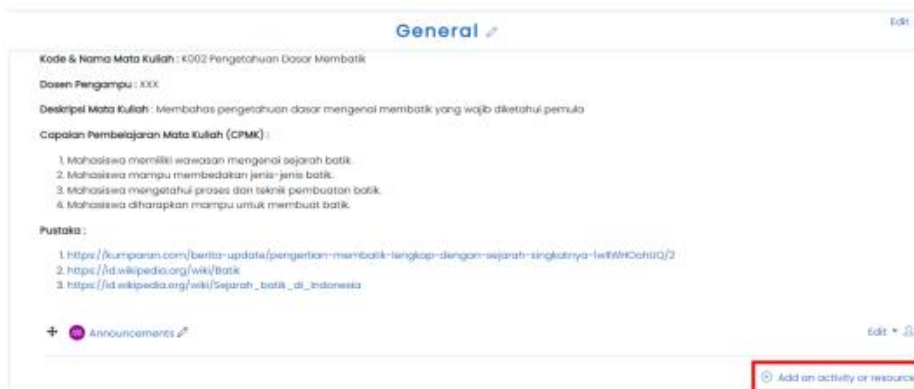 General
Edit
Kode & Nama Mata Kuliah : K002 Pengetahuan Dasar Membatik
Dosen Pengampu : XXX
Deskripsi Mata Kuliah : Membahas pengetahuan dasar mengenai membatik yang wajib diketahui pemula
Capaian Pembelajaran Mata Kuliah (CPMK) :
1. Mahasiswa memiliki wawasan mengenai sejarah batik.
2. Mahasiswa mampu membedakan jenis-jenis batik.
3. Mahasiswa mengetahui proses dan teknik pembuatan batik.
4. Mahasiswa diharapkan mampu untuk membuat batik.
Pustaka :
1. https://kumparan.com/berita-update/pengertian-membatik-lengkap-dengan-sejarah-singkatnya-
2. https://id.wikipedia.org/wiki/Batik
3. https://id.wikipedia.org/wiki/Sejarah_batik_di_Indonesia
Announcements
Edit
Add an activity or resource